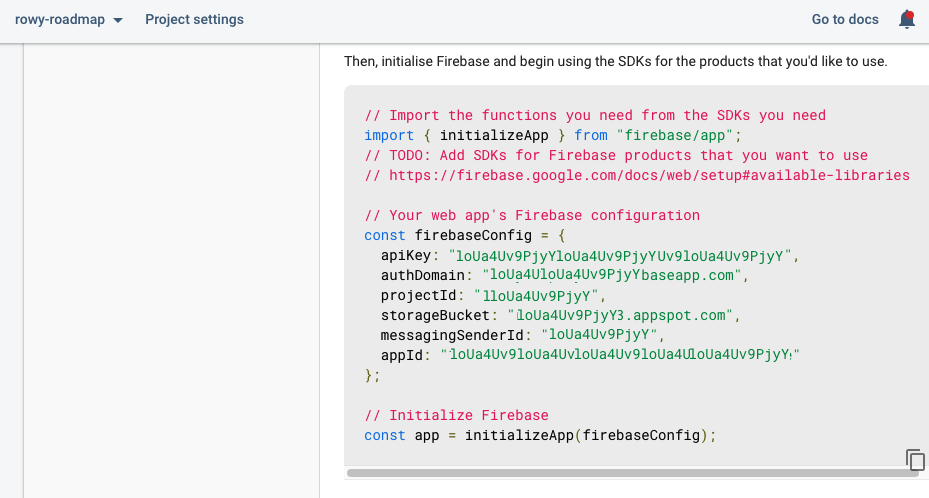 rowy-roadmap Project settings Go to docs
Then, initialise Firebase and begin using the SDKs for the products that you'd like to use.
// Import the functions you need from the SDKs you need
import { initializeApp } from "firebase/app";
// TODO: Add SDKs for Firebase products that you want to use
// https://firebase.google.com/docs/web/setup#available-libraries
// Your web app's Firebase configuration
const firebaseConfig = {
apiKey: "loUa4Uv9PjyYloUa4Uv9PjyYUv9loUa4Uv9PjyY",
authDomain: "loUa4UloUa4Uv9PjyYbaseapp.com",
projectId: "lloUa4Uv9PjyY",
storageBucket: "loUa4Uv9PjyY3.appspot.com",
messagingSenderId: "loUa4Uv9PjyY",
appId: "loUa4Uv9loUa4UvloUa4Uv9loUa4UloUa4Uv9PjyY"
};
// Initialize Firebase
const app = initializeApp(firebaseConfig);